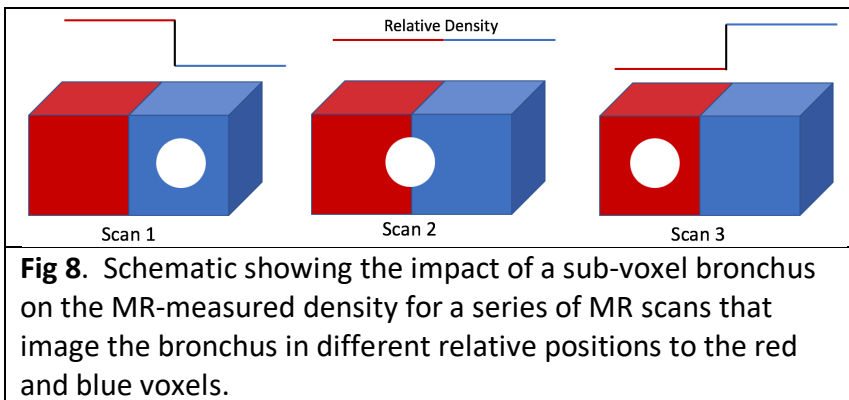 Relative Density
Scan 1
Scan 2
Scan 3
Fig 8. Schematic showing the impact of a sub-voxel bronchus
on the MR-measured density for a series of MR scans that
image the bronchus in different relative positions to the red
and blue voxels.